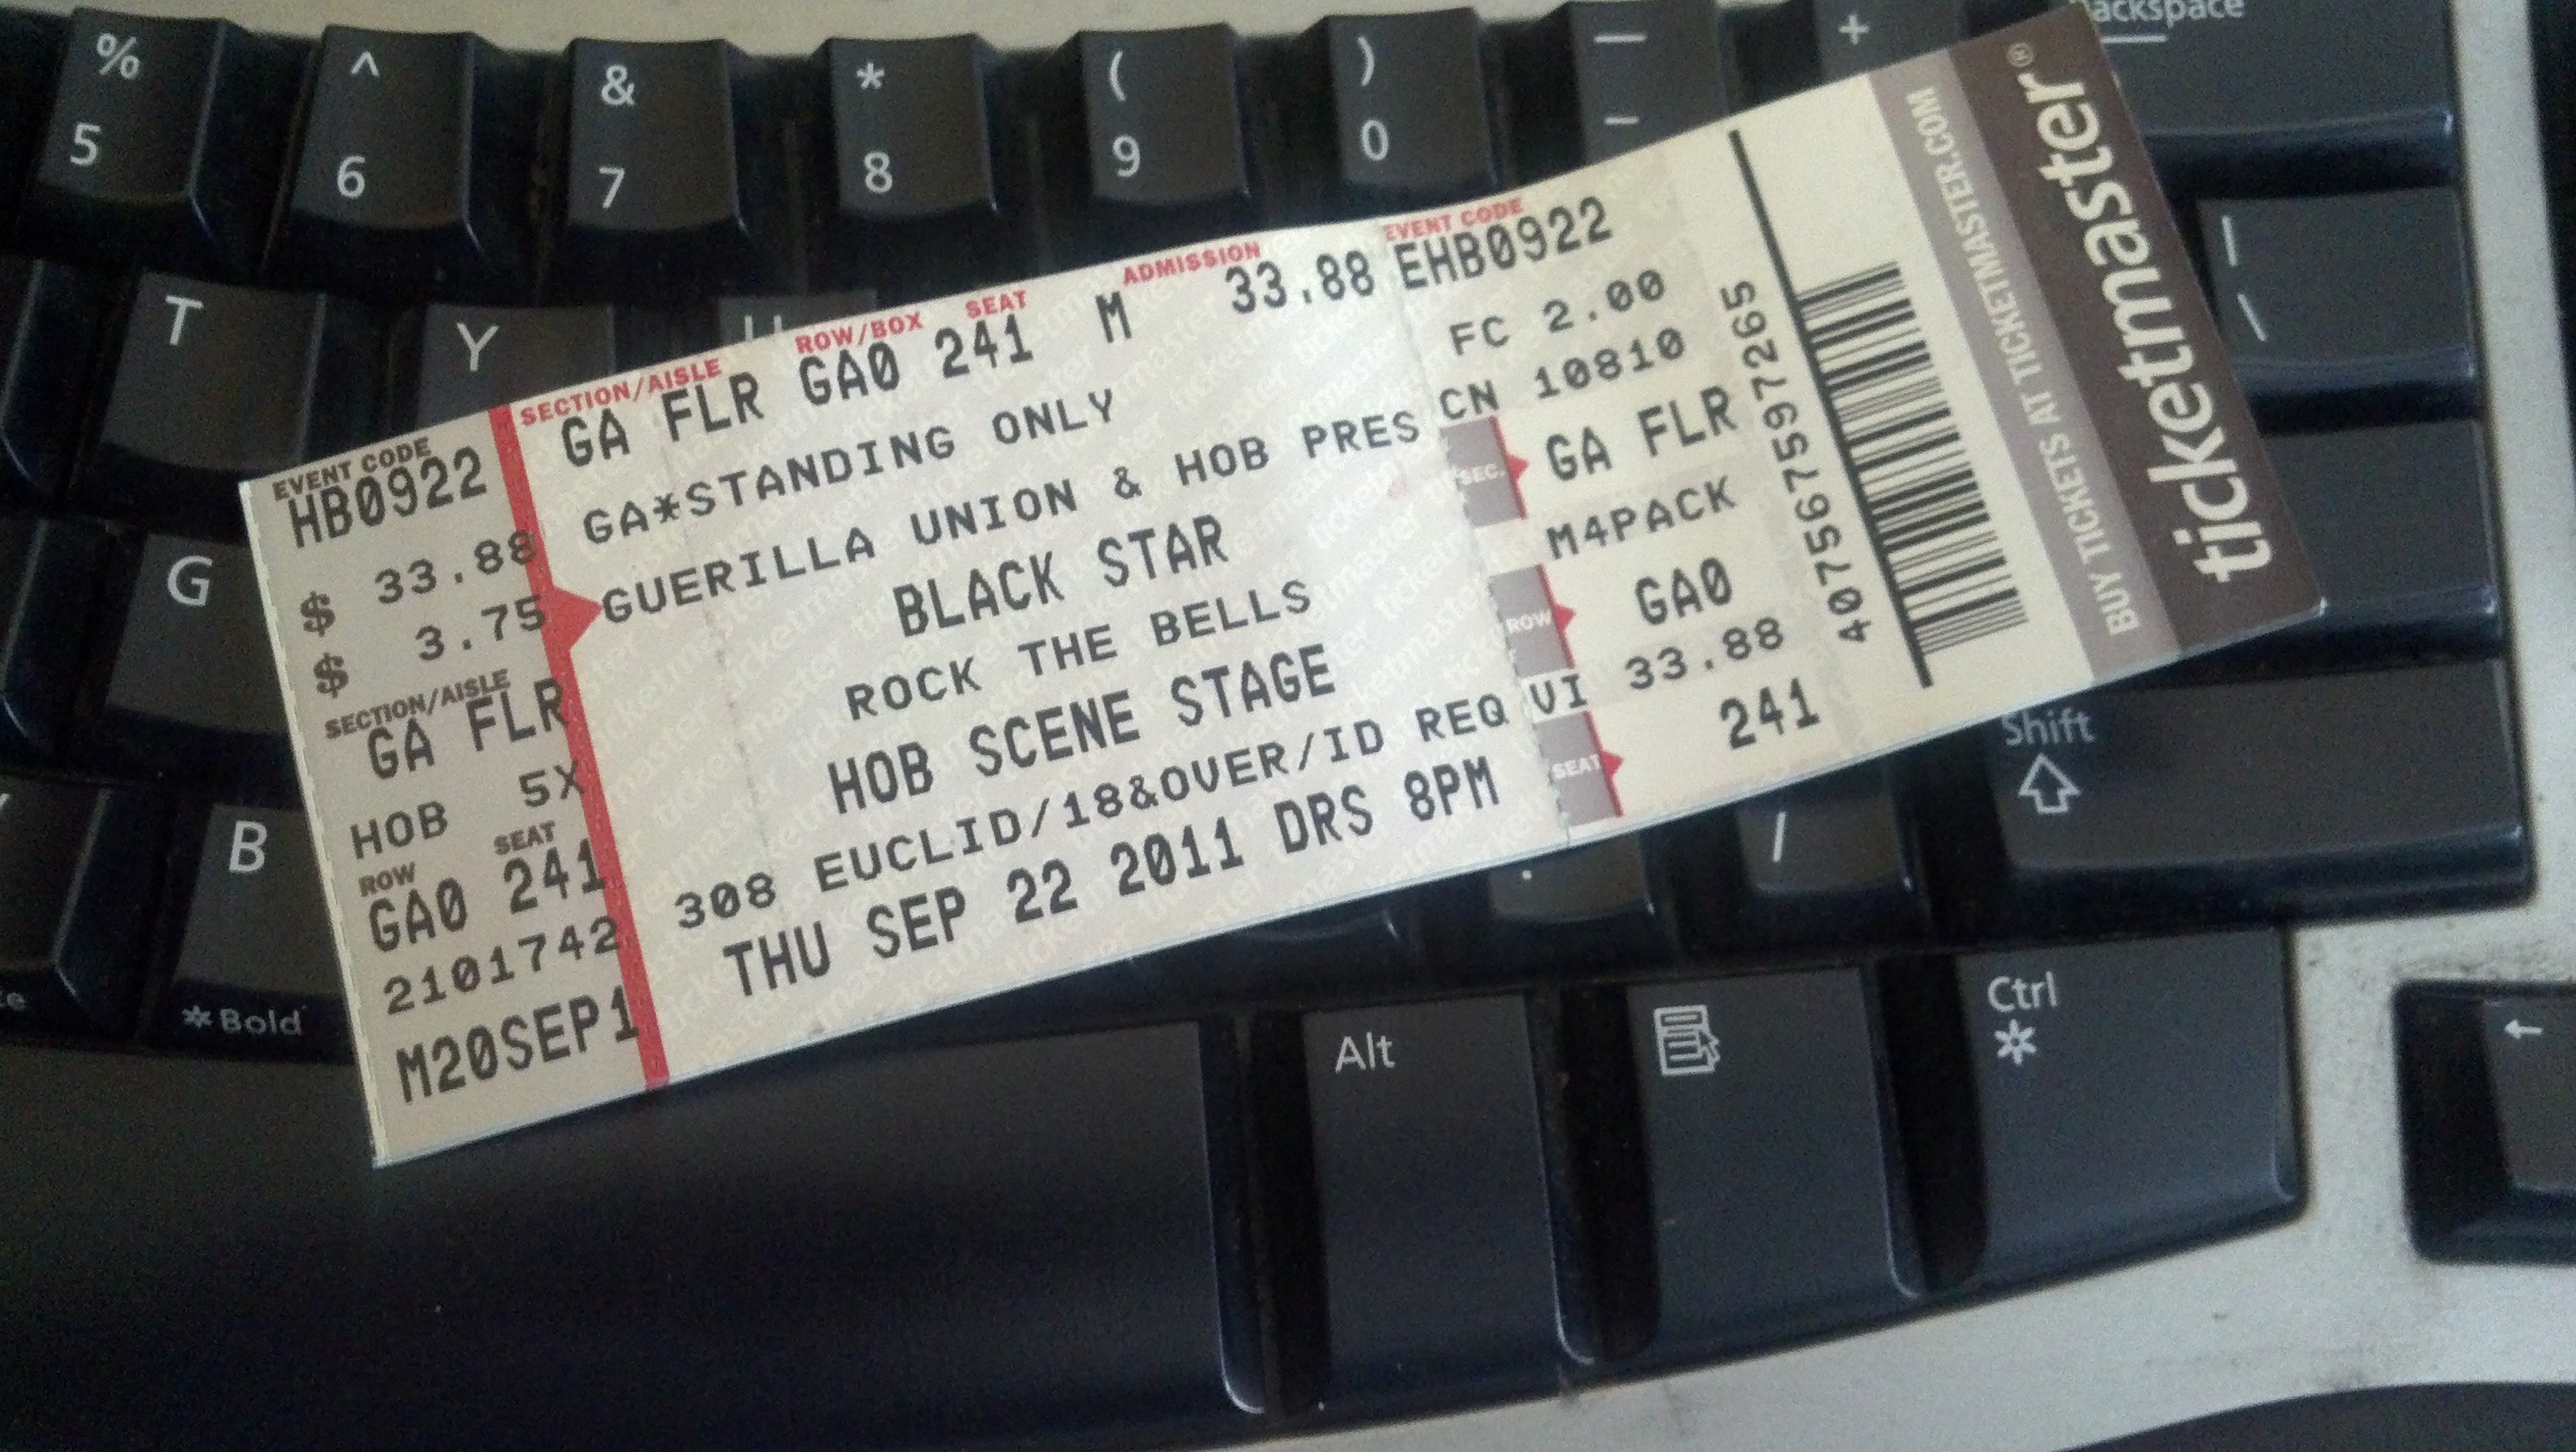 %
5
^
6
&
7
*
8
(
9
)
0
—
-
+
T
Y
G
B
*Bold
|
\
/
.
Shift
Alt
Ctrl
*
EVENT CODE
HB0922
$ 33.88
$ 3.75
SECTION/AISLE
GA FLR
HOB 5X
ROW SEAT
GA0 241
2101742
M20SEP1
SECTION/AISLE ROW/BOX SEAT ADMISSION
GA FLR GA0 241 M 33.88
GA*STANDING ONLY
GUERILLA UNION & HOB PRES
BLACK STAR
ROCK THE BELLS
HOB SCENE STAGE
308 EUCLID/18&OVER/ID REQ
THU SEP 22 2011 DRS 8PM
EVENT CODE
EHB0922
FC 2.00
CN 10810
SEC.
GA FLR
M4PACK
ROW
GA0
VI 33.88
SEAT
241
4075567597265
BUY TICKETS AT TICKETMASTER.COM
ticketmaster®